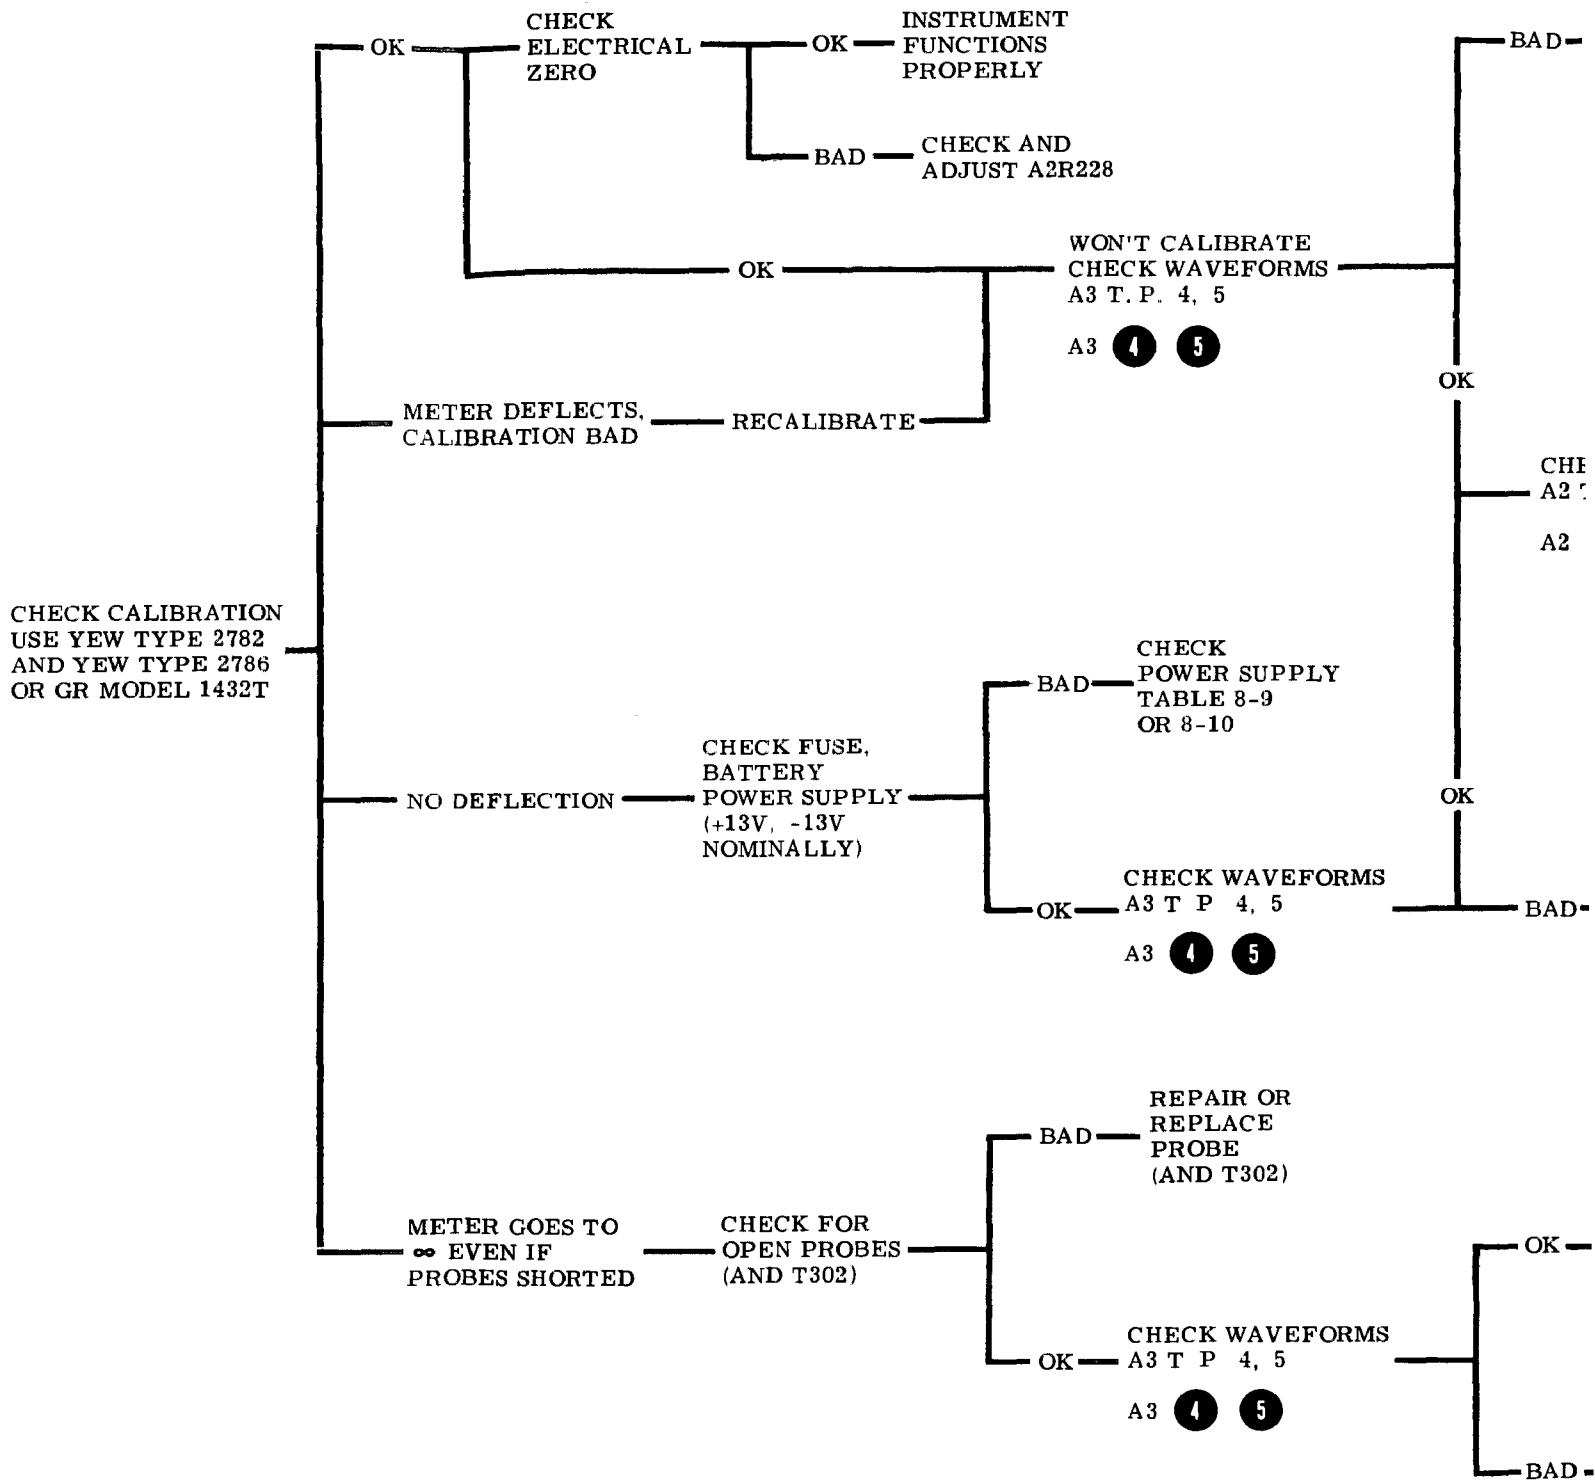 CHECK CALIBRATION
USE YEW TYPE 2782
AND YEW TYPE 2786
OR GR MODEL 1432T
OK
CHECK
ELECTRICAL
ZERO
OK
INSTRUMENT
FUNCTIONS
PROPERLY
BAD
CHECK AND
ADJUST A2R228
OK
METER DEFLECTS,
CALIBRATION BAD
RECALIBRATE
WON'T CALIBRATE
CHECK WAVEFORMS
A3 T.P. 4, 5
A3 4 5
BAD
OK
A2
A2
OK
BAD
NO DEFLECTION
CHECK FUSE,
BATTERY
POWER SUPPLY
(+13V, -13V
NOMINALLY)
BAD
CHECK
POWER SUPPLY
TABLE 8-9
OR 8-10
OK
CHECK WAVEFORMS
A3 T P 4, 5
A3 4 5
METER GOES TO
∞ EVEN IF
PROBES SHORTED
CHECK FOR
OPEN PROBES
(AND T302)
BAD
REPAIR OR
REPLACE
PROBE
(AND T302)
OK
CHECK WAVEFORMS
A3 T P 4, 5
A3 4 5
OK
BAD